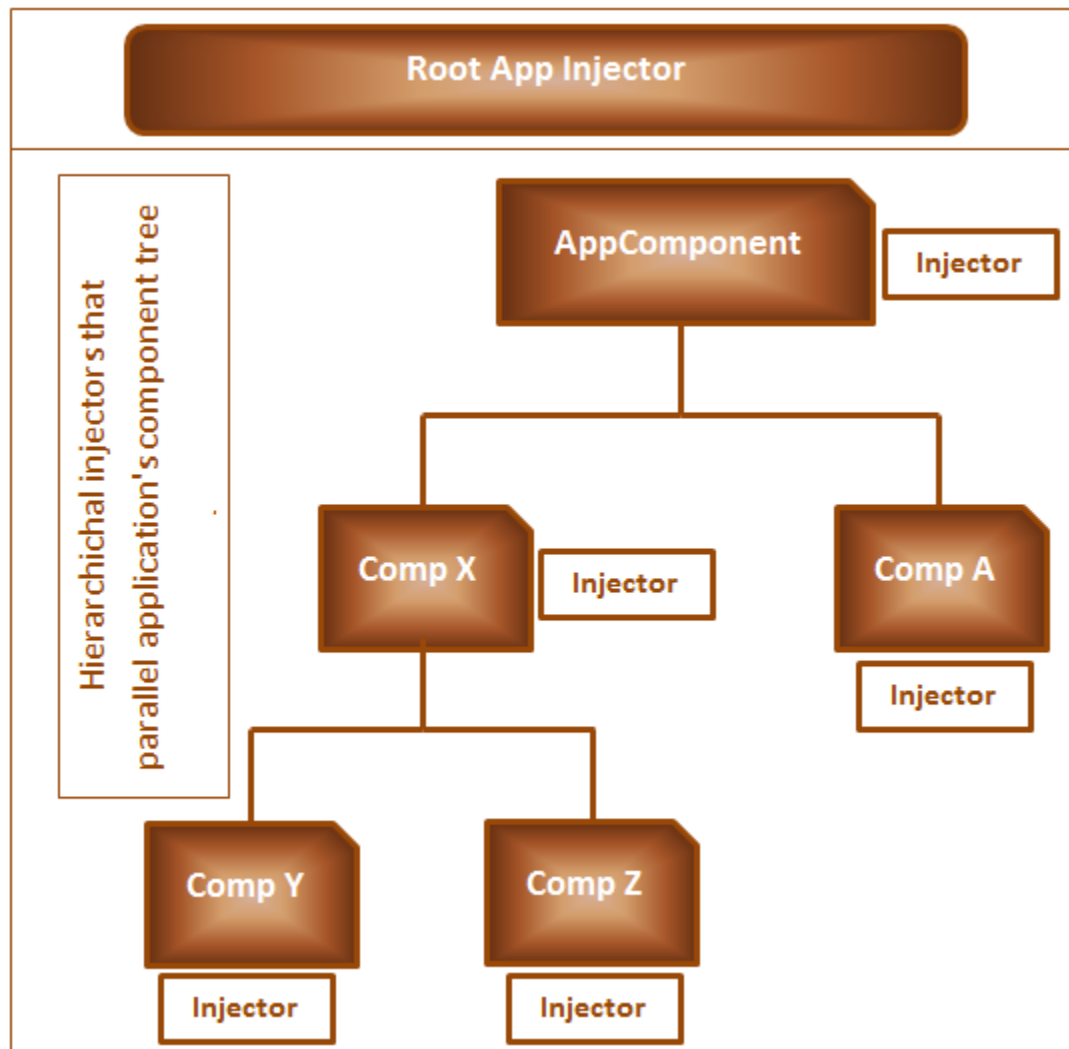 Root App Injector
Hierarchichal injectors that
parallel application's component tree
AppComponent
Injector
Comp X
Injector
Comp A
Injector
Comp Y
Injector
Comp Z
Injector